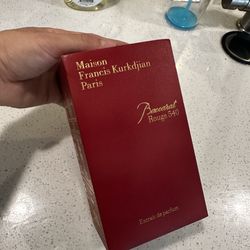 Maison
Francis Kurkdjian
Paris
Baccarat
Rouge 540
Extrait de parfum